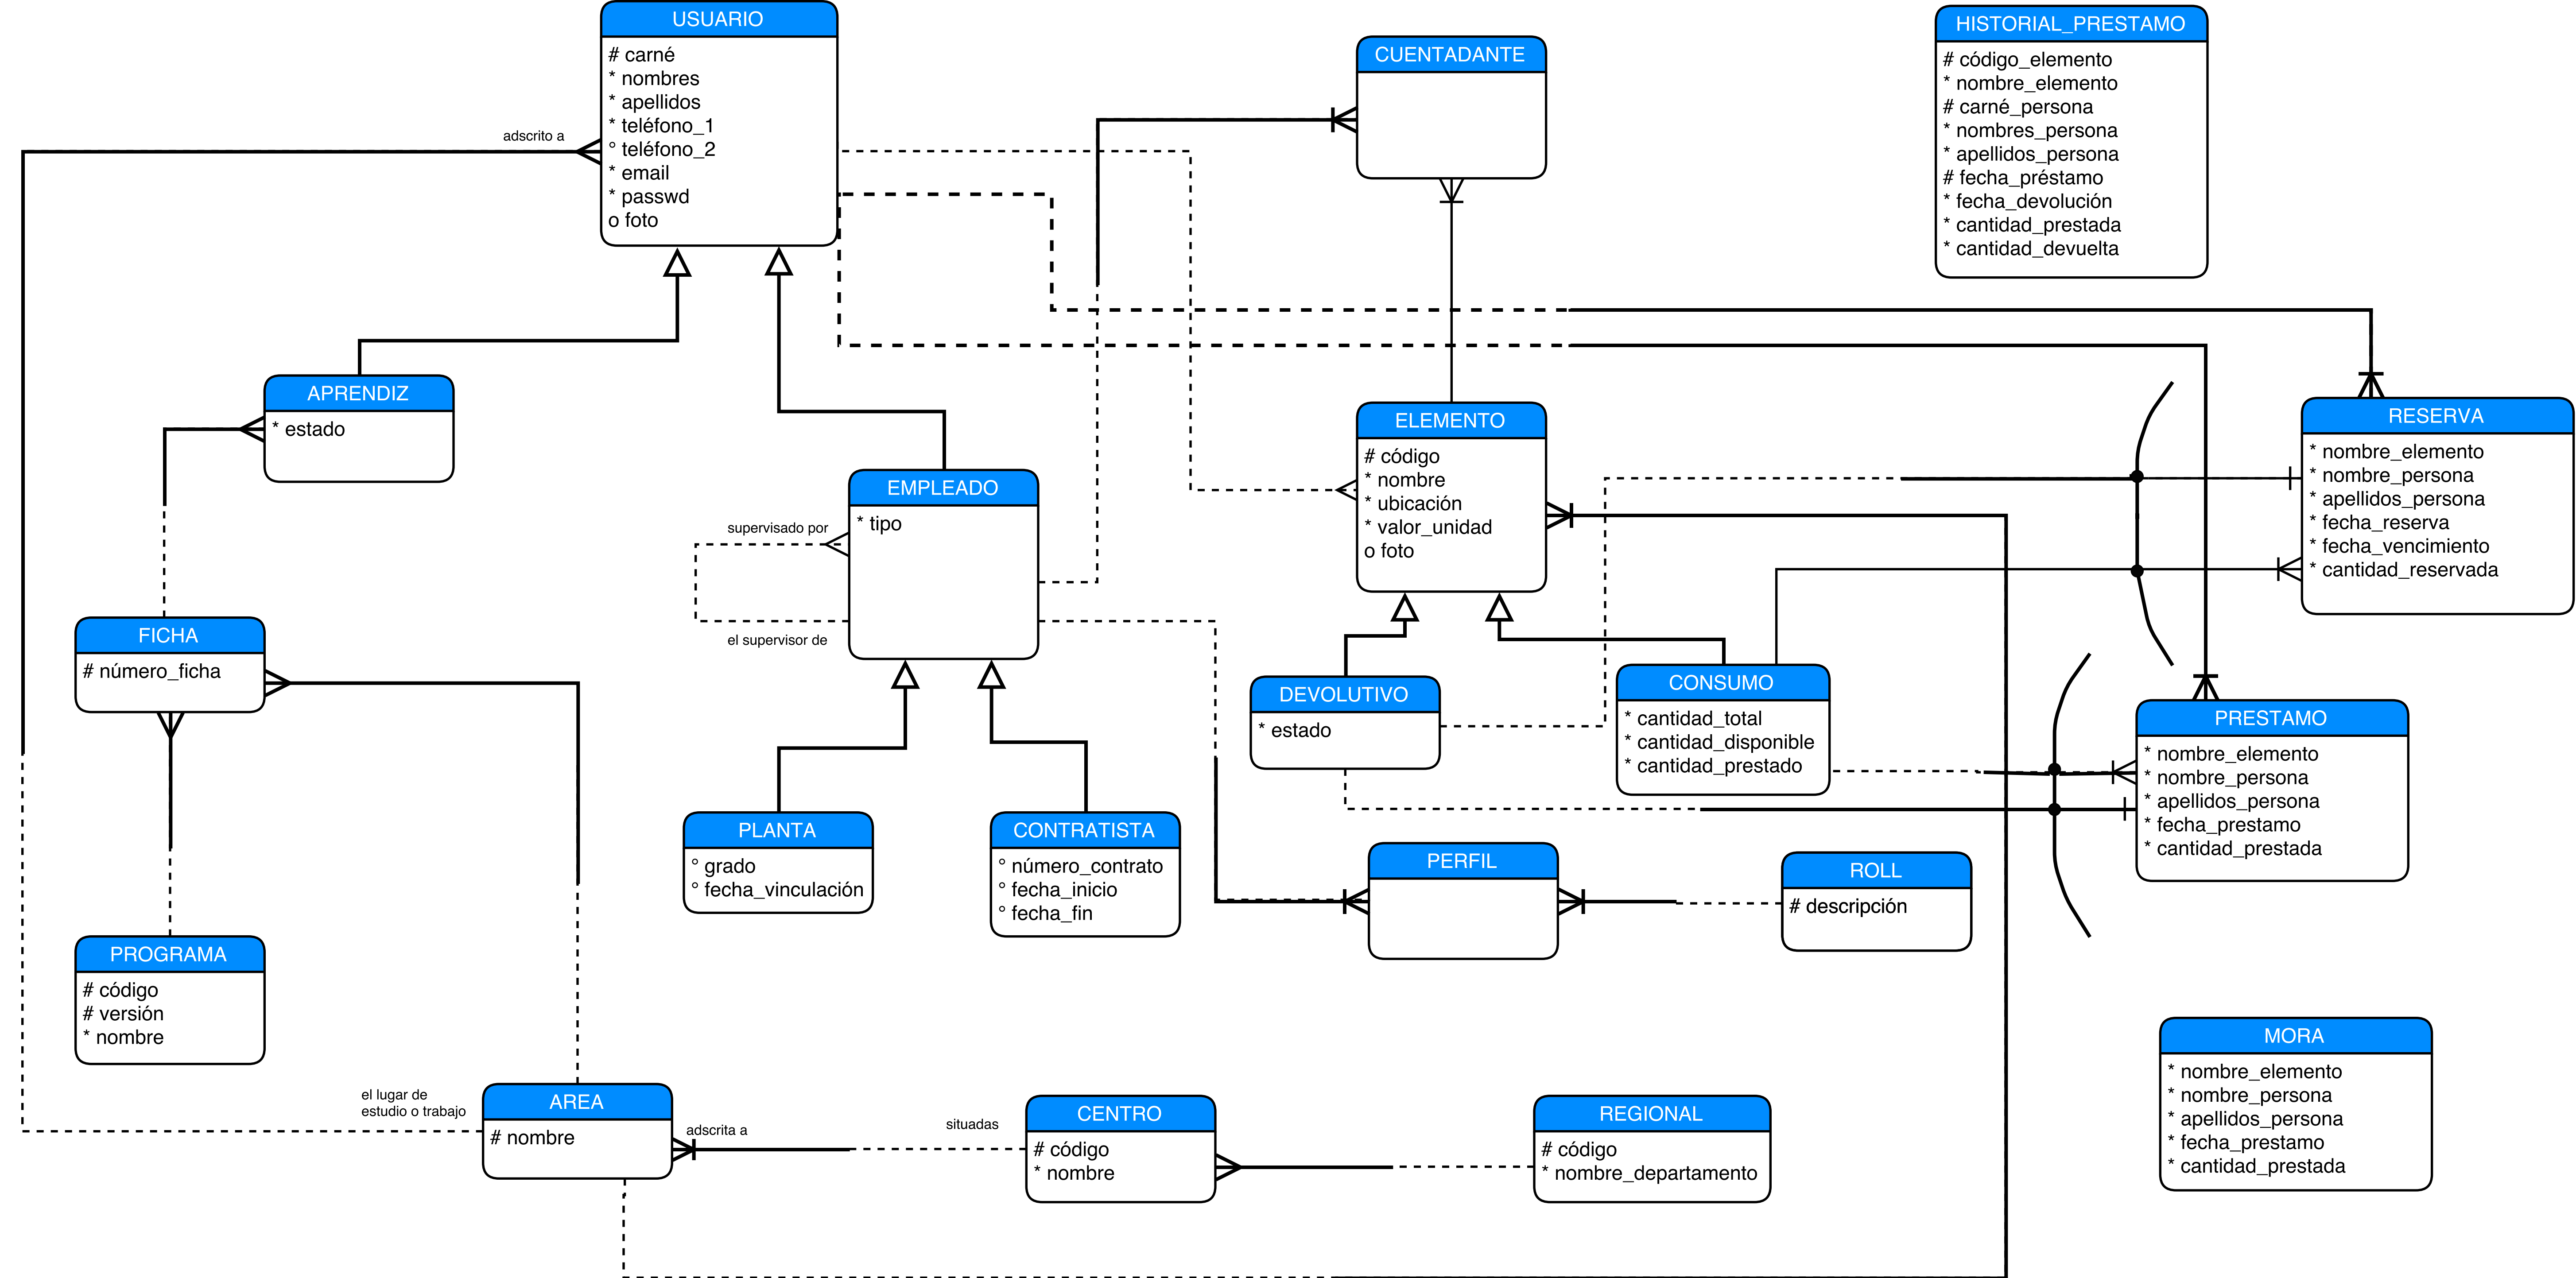 USUARIO
# carné
* nombres
* apellidos
* teléfono_1
° teléfono_2
* email
* passwd
o foto
CUENTADANTE
HISTORIAL_PRESTAMO
# código_elemento
* nombre_elemento
# carné_persona
* nombres_persona
* apellidos_persona
# fecha_préstamo
* fecha_devolución
* cantidad_prestada
* cantidad_devuelta
adscrito a
APRENDIZ
* estado
EMPLEADO
* tipo
supervisado por
el supervisor de
ELEMENTO
# código
* nombre
* ubicación
* valor_unidad
o foto
RESERVA
* nombre_elemento
* nombre_persona
* apellidos_persona
* fecha_reserva
* fecha_vencimiento
* cantidad_reservada
FICHA
# número_ficha
DEVOLUTIVO
* estado
CONSUMO
* cantidad_total
* cantidad_disponible
* cantidad_prestado
PRESTAMO
* nombre_elemento
* nombre_persona
* apellidos_persona
* fecha_prestamo
* cantidad_prestada
PLANTA
° grado
° fecha_vinculación
CONTRATISTA
° número_contrato
° fecha_inicio
° fecha_fin
PERFIL
ROLL
# descripción
PROGRAMA
# código
# versión
* nombre
el lugar de
estudio o trabajo
AREA
# nombre
adscrita a
situadas
CENTRO
# código
* nombre
REGIONAL
# código
* nombre_departamento
MORA
* nombre_elemento
* nombre_persona
* apellidos_persona
* fecha_prestamo
* cantidad_prestada